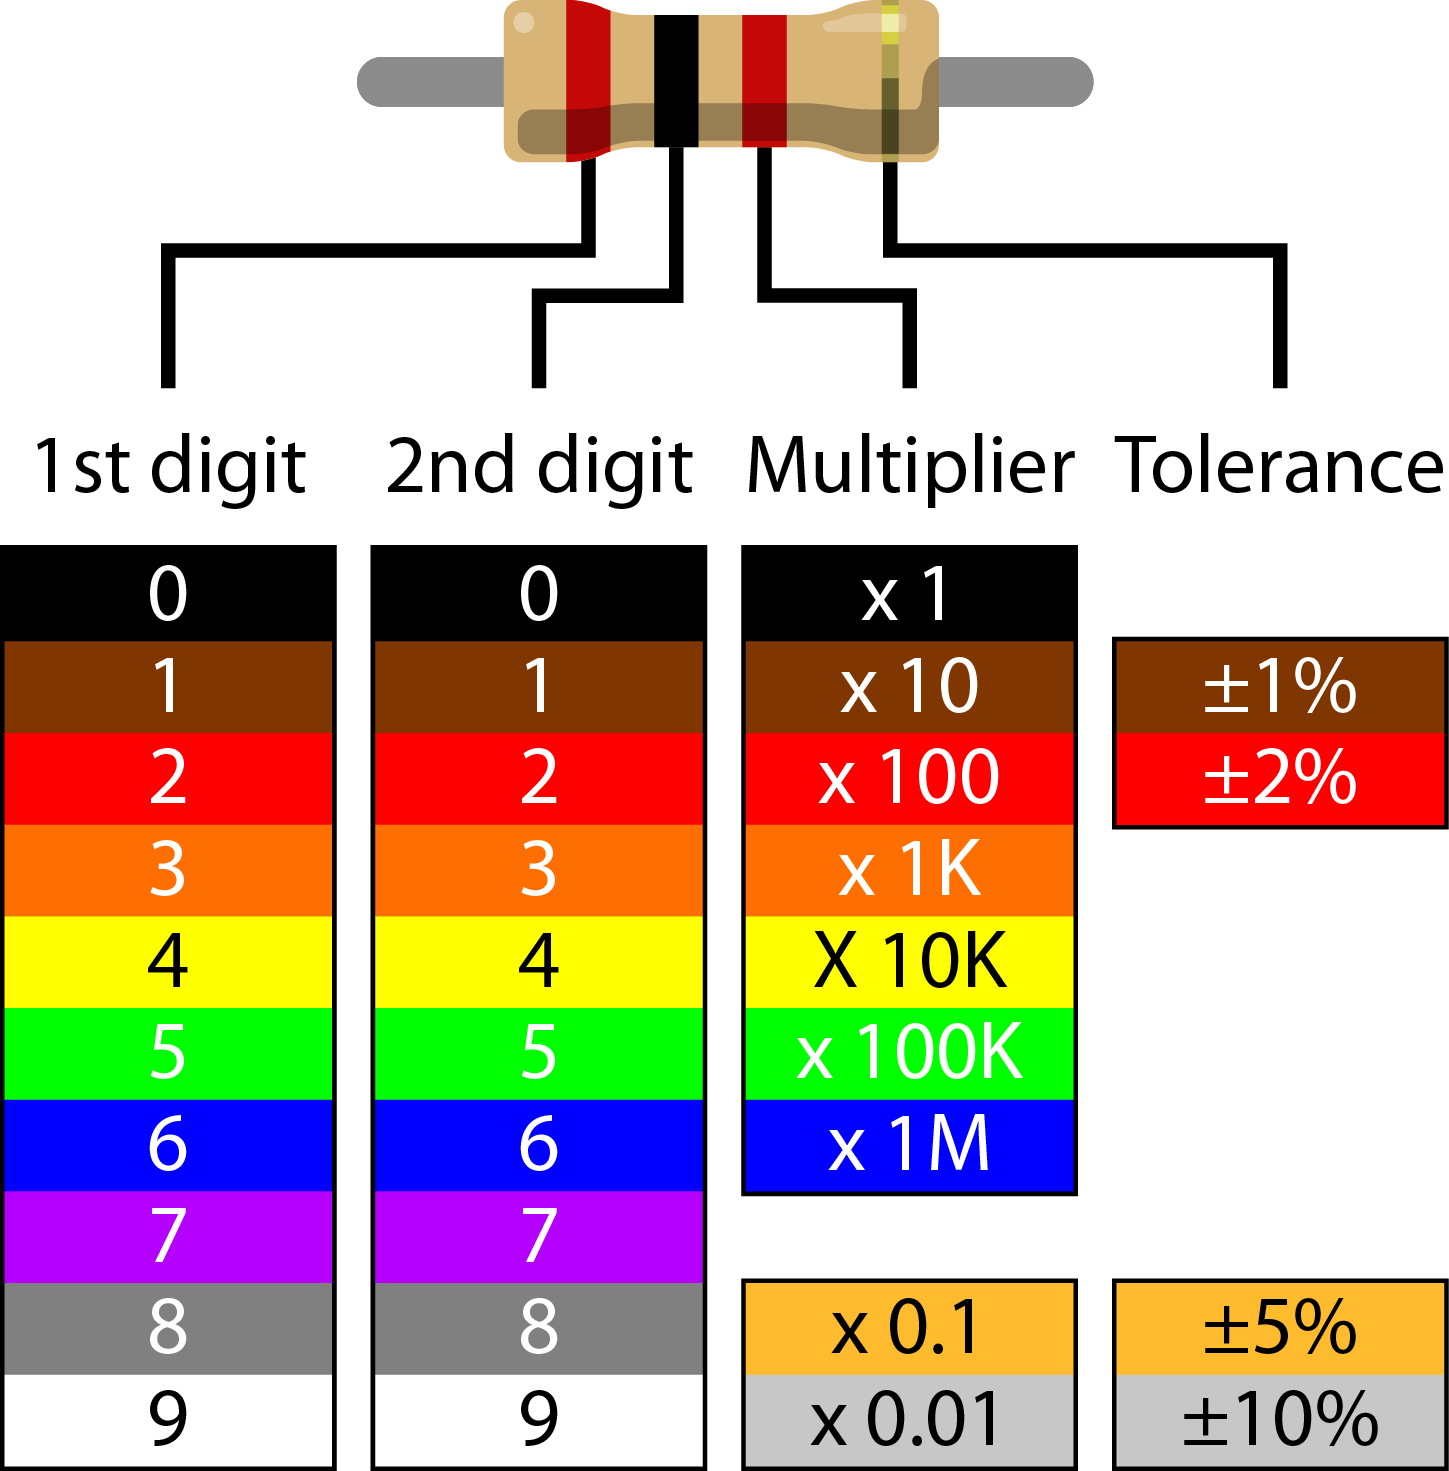 1st digit 2nd digit Multiplier Tolerance
0 0 x 1
1 1 x 10 ±1%
2 2 x 100 ±2%
3 3 x 1K
4 4 X 10K
5 5 x 100K
6 6 x 1M
7 7
8 8 x 0.1 ±5%
9 9 x 0.01 ±10%